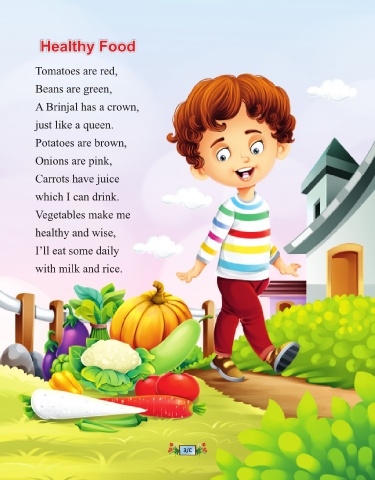 Healthy Food
Tomatoes are red,
Beans are green,
A Brinjal has a crown,
just like a queen.
Potatoes are brown,
Onions are pink,
Carrots have juice
which I can drink.
Vegetables make me
healthy and wise,
I'll eat some daily
with milk and rice.
3/C